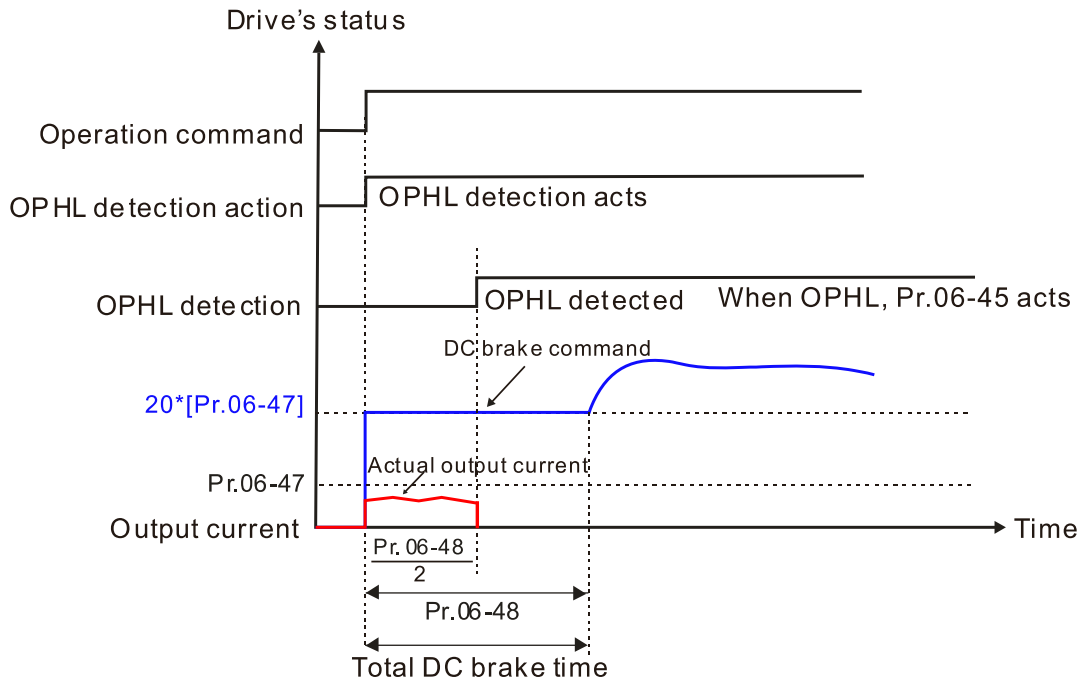 Drive's status
Operation command
OPHL detection action
OPHL detection acts
OPHL detection
OPHL detected
When OPHL, Pr.06-45 acts
DC brake command
20*[Pr.06-47]
Actual output current
Pr.06-47
Output current
Time
Pr.06-48
2
Pr.06-48
Total DC brake time